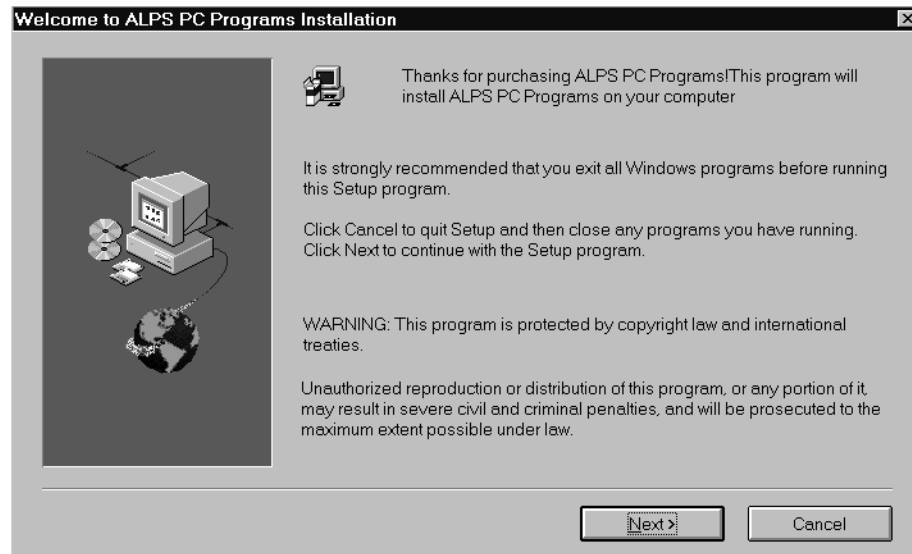 Welcome to ALPS PC Programs Installation
Thanks for purchasing ALPS PC Programs!This program will
install ALPS PC Programs on your computer
It is strongly recommended that you exit all Windows programs before running
this Setup program.
Click Cancel to quit Setup and then close any programs you have running.
Click Next to continue with the Setup program.
WARNING: This program is protected by copyright law and international
treaties.
Unauthorized reproduction or distribution of this program, or any portion of it,
may result in severe civil and criminal penalties, and will be prosecuted to the
maximum extent possible under law.
Next >
Cancel